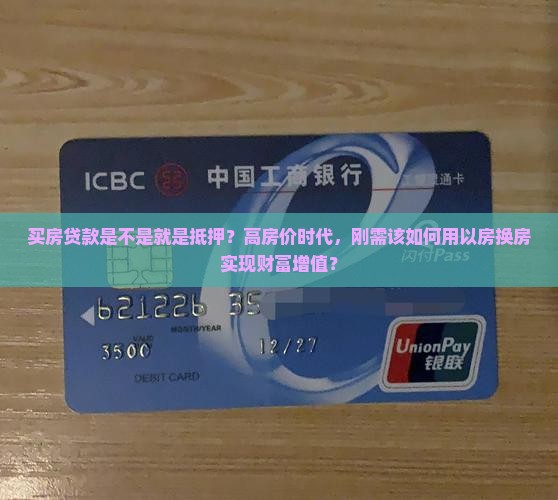 ICBC 中国工商银行
通卡
买房贷款是不是就是抵押？高房价时代，刚需该如何用以房换房
实现财富增值？
闪付Pass
621226 35
MONTH/YEAR
VALID
3500
12/27
DEBIT CARD
UnionPay
银联